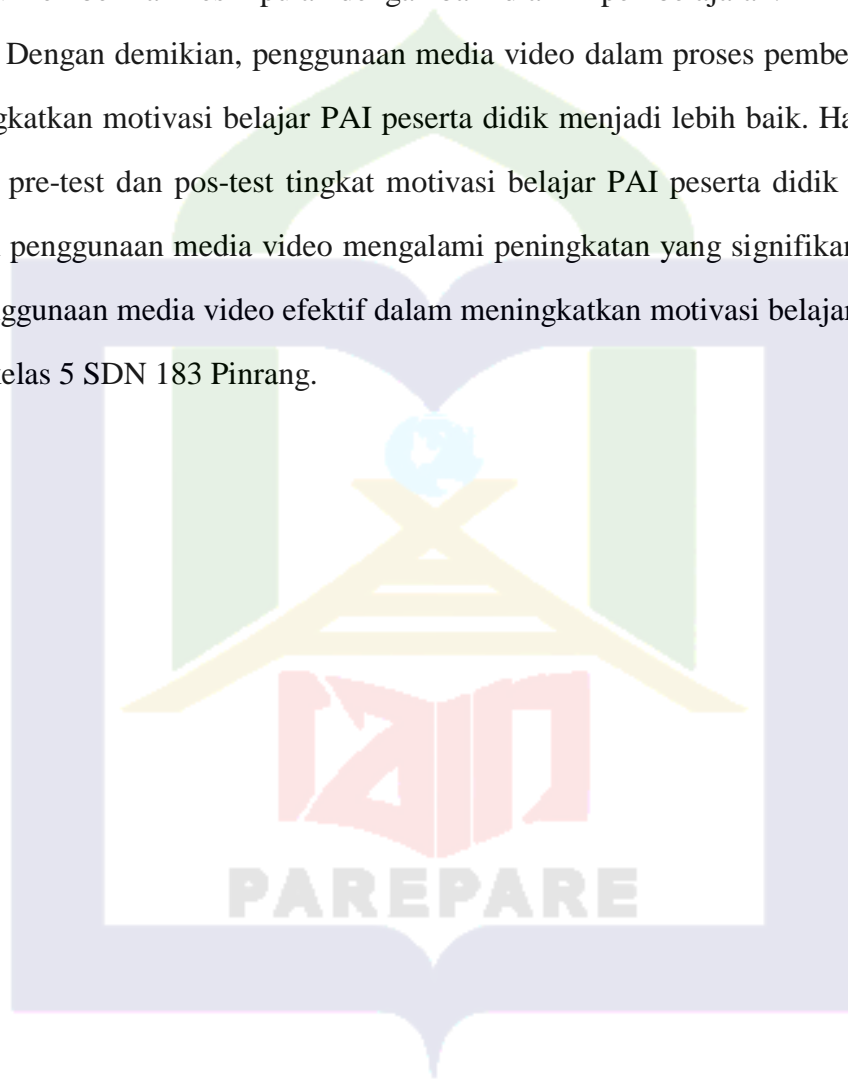 Dengan demikian, penggunaan media video dalam proses pembe
gkatkan motivasi belajar PAI peserta didik menjadi lebih baik. Ha
pre-test dan pos-test tingkat motivasi belajar PAI peserta didik
penggunaan media video mengalami peningkatan yang signifikan
ggunaan media video efektif dalam meningkatkan motivasi belajar
kelas 5 SDN 183 Pinrang.
iain
PAREPARE